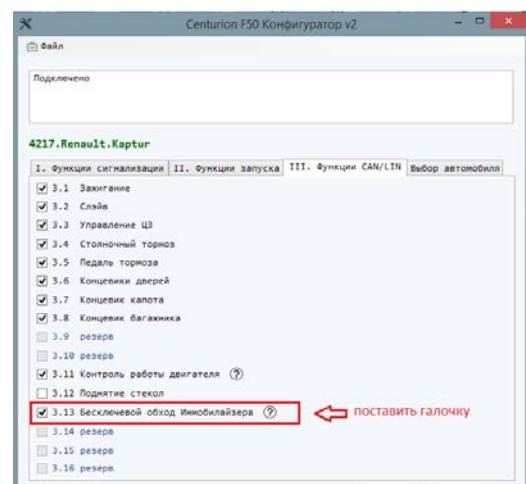 Centurion F50 Конфигуратор v2
Файл
Подключено
4217.Renault.Kaptur
I. Функции сигнализации II. Функции запуска III. Функции CAN/LIN Выбор автомобиля
3.1 Зажигание
3.2 Слэйв
3.3 Управление ЦЗ
3.4 Стояночный тормоз
3.5 Педаль тормоза
3.6 Концевики дверей
3.7 Концевик капота
3.8 Концевик багажника
3.9 резерв
3.10 резерв
3.11 Контроль работы двигателя ?
3.12 Поднятие стекол
3.13 Бесключевой обход Иммобилайзера ? поставить галочку
3.14 резерв
3.15 резерв
3.16 резерв